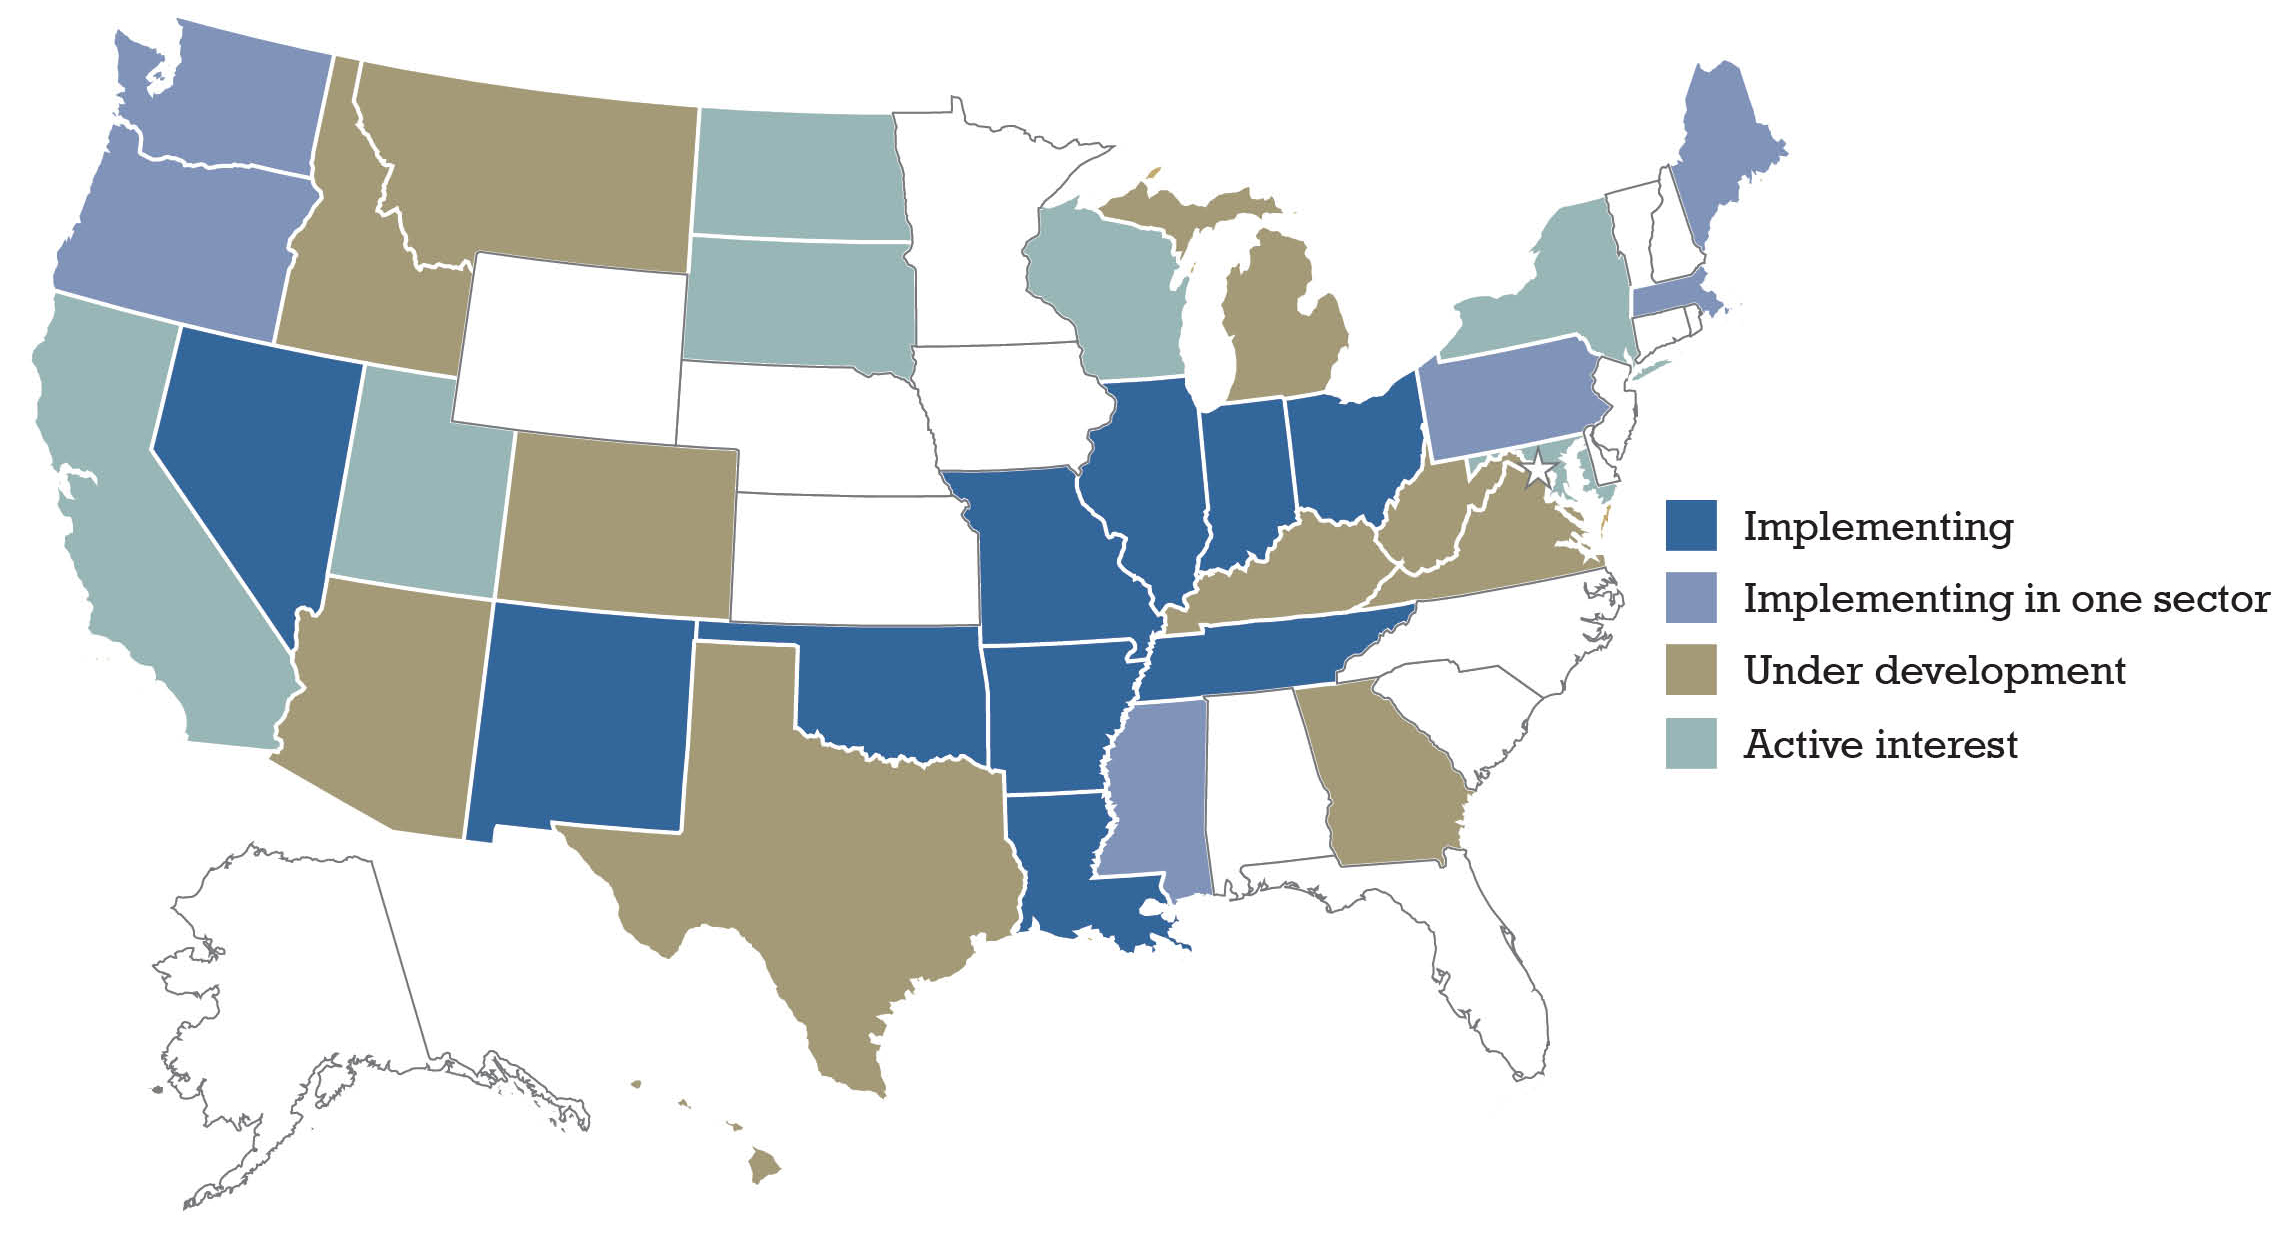 Implementing
Implementing in one sector
Under development
Active interest